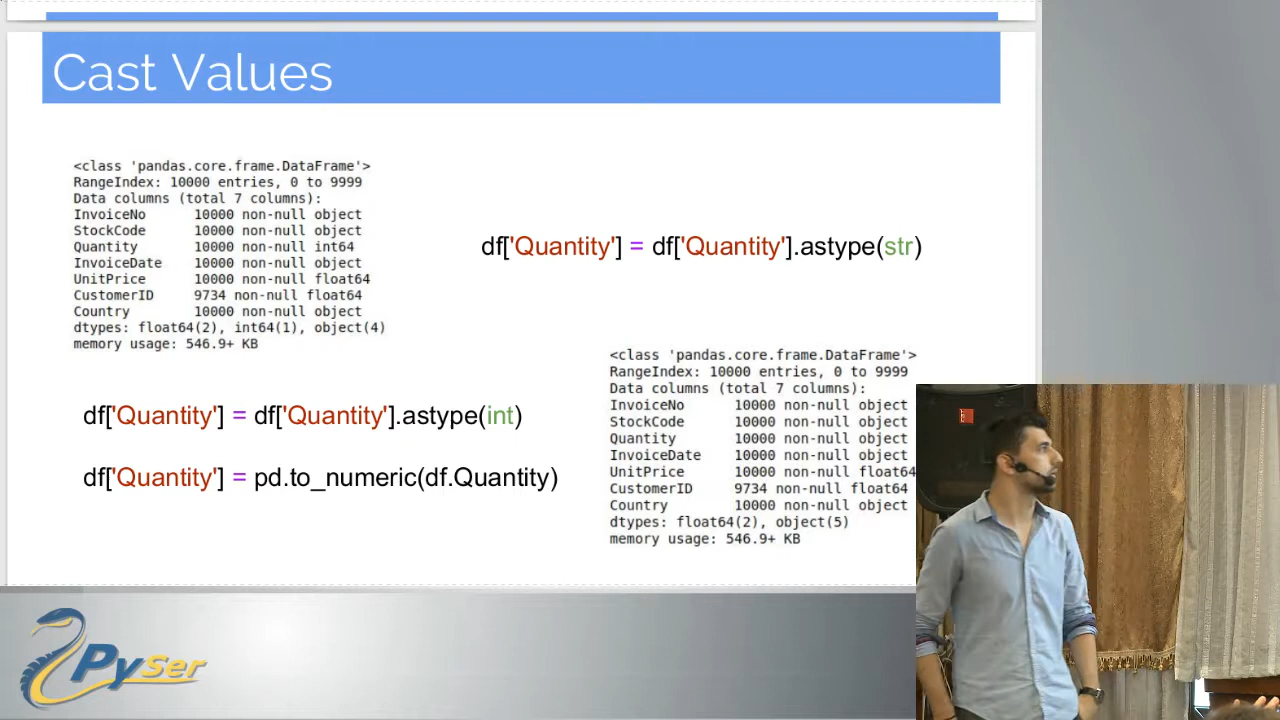 Cast Values
<class 'pandas.core.frame.DataFrame'>
RangeIndex: 10000 entries, 0 to 9999
Data columns (total 7 columns):
InvoiceNo 10000 non-null object
StockCode 10000 non-null object
Quantity 10000 non-null int64
InvoiceDate 10000 non-null object
UnitPrice 10000 non-null float64
CustomerID 9734 non-null float64
Country 10000 non-null object
dtypes: float64(2), int64(1), object(4)
memory usage: 546.9+ KB
df['Quantity'] = df['Quantity'].astype(str)
df['Quantity'] = df['Quantity'].astype(int)
df['Quantity'] = pd.to_numeric(df.Quantity)
<class 'pandas.core.frame.DataFrame'>
RangeIndex: 10000 entries, 0 to 9999
Data columns (total 7 columns):
InvoiceNo 10000 non-null object
StockCode 10000 non-null object
Quantity 10000 non-null object
InvoiceDate 10000 non-null object
UnitPrice 10000 non-null float64
CustomerID 9734 non-null float64
Country 10000 non-null object
dtypes: float64(2), object(5)
memory usage: 546.9+ KB
PySer